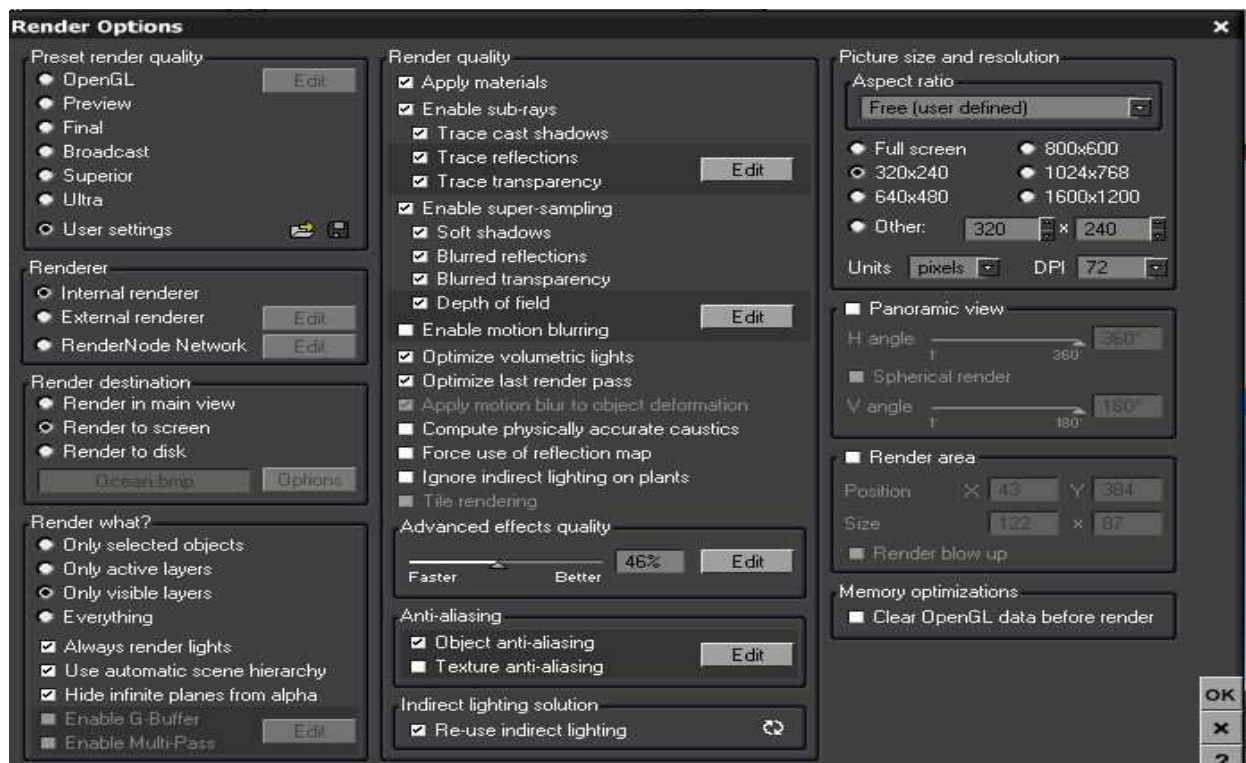 Render Options
Preset render quality
OpenGL
Edit
Preview
Final
Broadcast
Superior
Ultra
User settings
Renderer
Internal renderer
External renderer
Edit
RenderNode Network
Edit
Render destination
Render in main view
Render to screen
Render to disk
Ocean.bmp
Options
Render what?
Only selected objects
Only active layers
Only visible layers
Everything
Always render lights
Use automatic scene hierarchy
Hide infinite planes from alpha
Enable G-Buffer
Enable Multi-Pass
Edit
Render quality
Apply materials
Enable sub-rays
Trace cast shadows
Trace reflections
Trace transparency
Edit
Enable super-sampling
Soft shadows
Blurred reflections
Blurred transparency
Depth of field
Edit
Enable motion blurring
Optimize volumetric lights
Optimize last render pass
Apply motion blur to object deformation
Compute physically accurate caustics
Force use of reflection map
Ignore indirect lighting on plants
Tile rendering
Advanced effects quality
46%
Edit
Faster Better
Anti-aliasing
Object anti-aliasing
Texture anti-aliasing
Edit
Indirect lighting solution
Re-use indirect lighting
Picture size and resolution
Aspect ratio
Free (user defined)
Full screen 800x600
320x240 1024x768
640x480 1600x1200
Other: 320 x 240
Units pixels DPI 72
Panoramic view
H angle 360°
1° 360°
Spherical render
V angle 180°
1° 180°
Render area
Position X 43 Y 384
Size 122 x 87
Render blow up
Memory optimizations
Clear OpenGL data before render
OK
?